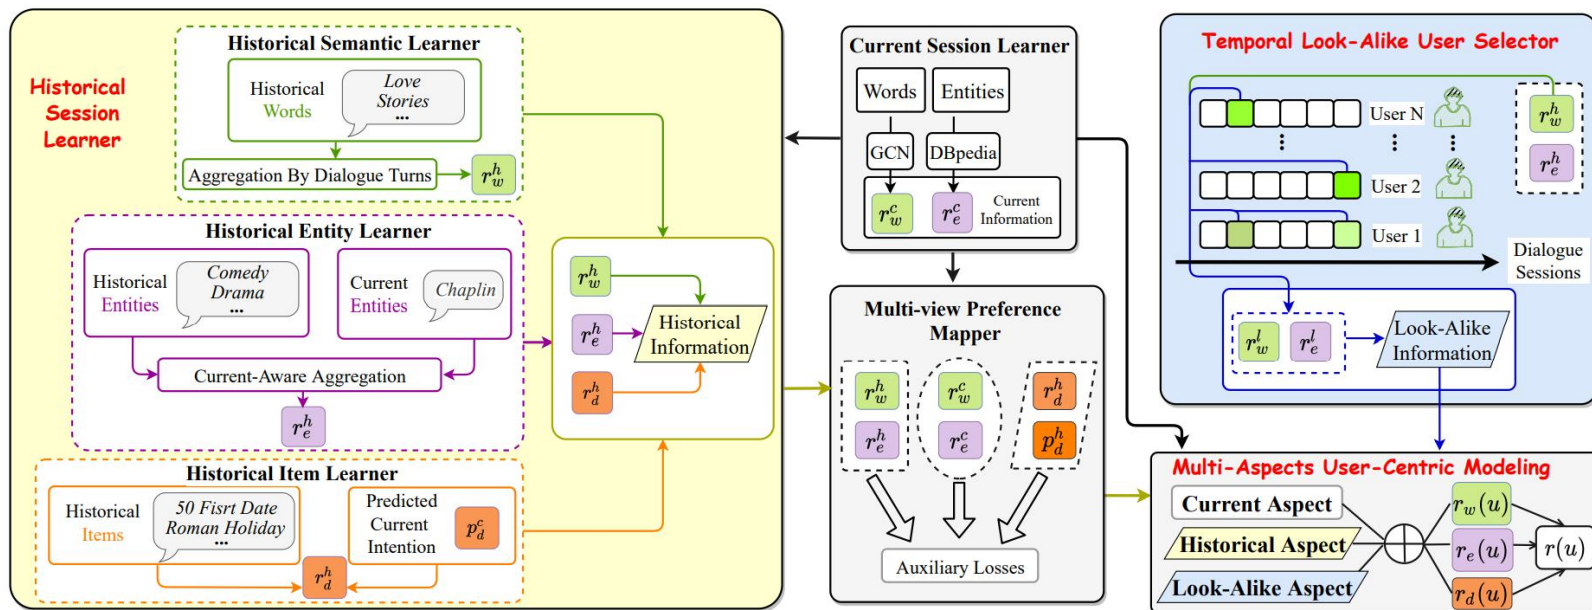 Historical
Session
Learner
Historical Semantic Learner
Historical
Words
Love
Stories
...
Aggregation By Dialogue Turns
r_w^h
Historical Entity Learner
Historical
Entities
Comedy
Drama
...
Current
Entities
Chaplin
Current-Aware Aggregation
r_e^h
Historical Item Learner
Historical
Items
50 Fisrt Date
Roman Holiday
...
Predicted
Current
Intention
p_d^c
r_d^h
r_w^h
r_e^h
r_d^h
Historical
Information
Current Session Learner
Words
Entities
GCN
DBpedia
r_w^c
r_e^c
Current
Information
Multi-view Preference
Mapper
r_w^h
r_e^h
r_w^c
r_e^c
r_d^h
p_d^h
Auxiliary Losses
Temporal Look-Alike User Selector
User N
...
...
...
User 2
User 1
r_w^h
r_e^h
Dialogue
Sessions
r_w^l
r_e^l
Look-Alike
Information
Multi-Aspects User-Centric Modeling
Current Aspect
Historical Aspect
Look-Alike Aspect
r_w(u)
r_e(u)
r_d(u)
r(u)